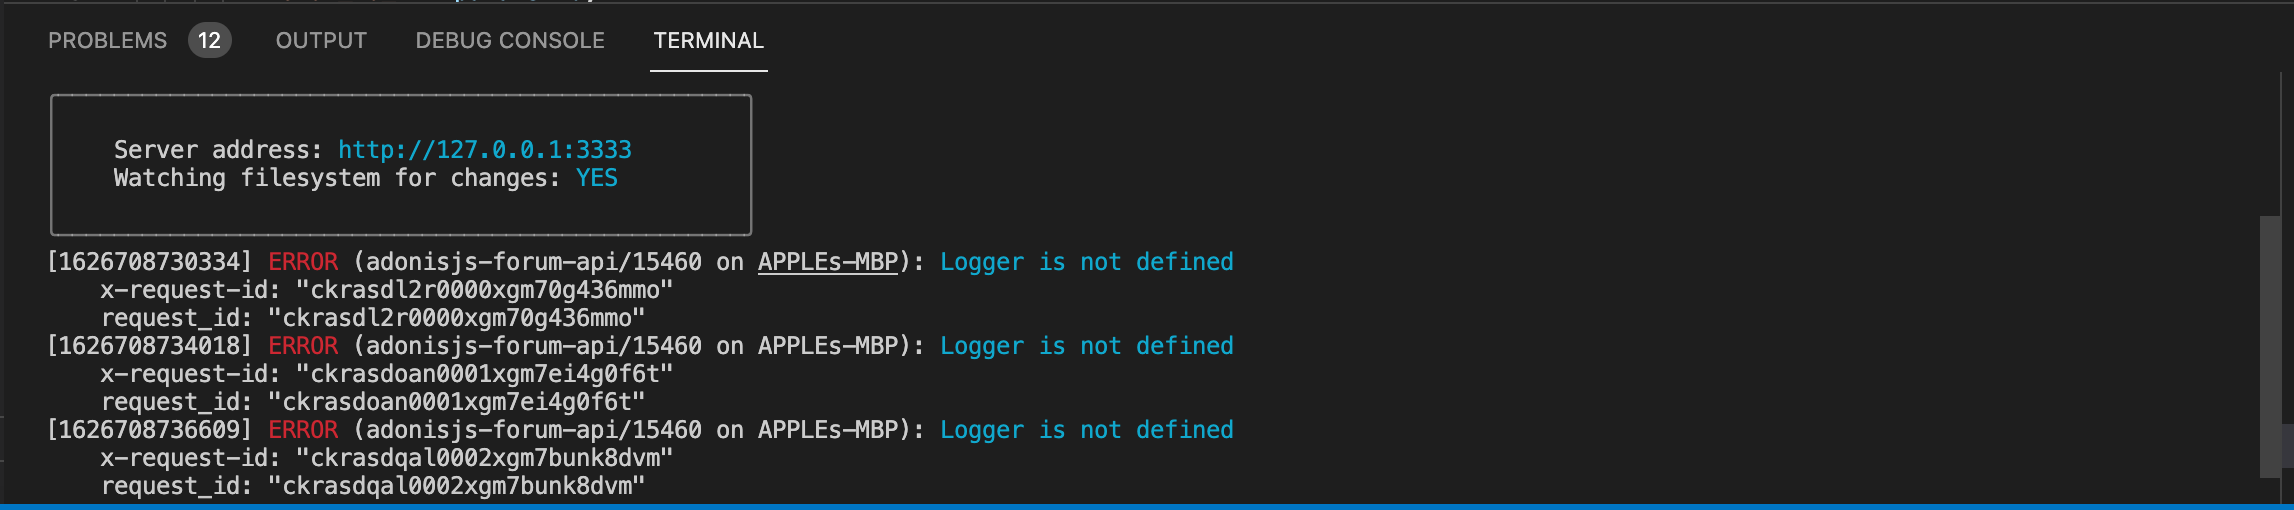 PROBLEMS 12 OUTPUT DEBUG CONSOLE TERMINAL
Server address: http://127.0.0.1:3333
Watching filesystem for changes: YES
[1626708730334] ERROR (adonisjs-forum-api/15460 on APPLEs-MBP): Logger is not defined
x-request-id: "ckrasdl2r0000xgm70g436mmo"
request_id: "ckrasdl2r0000xgm70g436mmo"
[1626708734018] ERROR (adonisjs-forum-api/15460 on APPLEs-MBP): Logger is not defined
x-request-id: "ckrasdoan0001xgm7ei4g0f6t"
request_id: "ckrasdoan0001xgm7ei4g0f6t"
[1626708736609] ERROR (adonisjs-forum-api/15460 on APPLEs-MBP): Logger is not defined
x-request-id: "ckrasdqal0002xgm7bunk8dvm"
request_id: "ckrasdqal0002xgm7bunk8dvm"